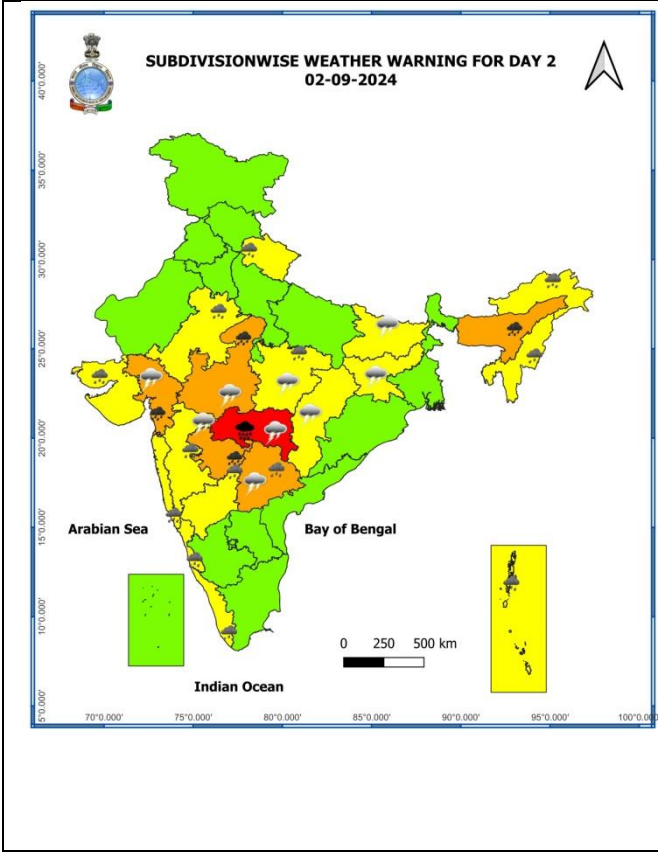 SUBDIVISIONWISE WEATHER WARNING FOR DAY 2
02-09-2024
40°0.000'
35°0.000'
30°0.000'
25°0.000'
20°0.000'
15°0.000'
10°0.000'
5°0.000'
Arabian Sea
Bay of Bengal
0 250 500 km
Indian Ocean
70°0.000' 75°0.000' 80°0.000' 85°0.000' 90°0.000' 95°0.000' 100°0.000'